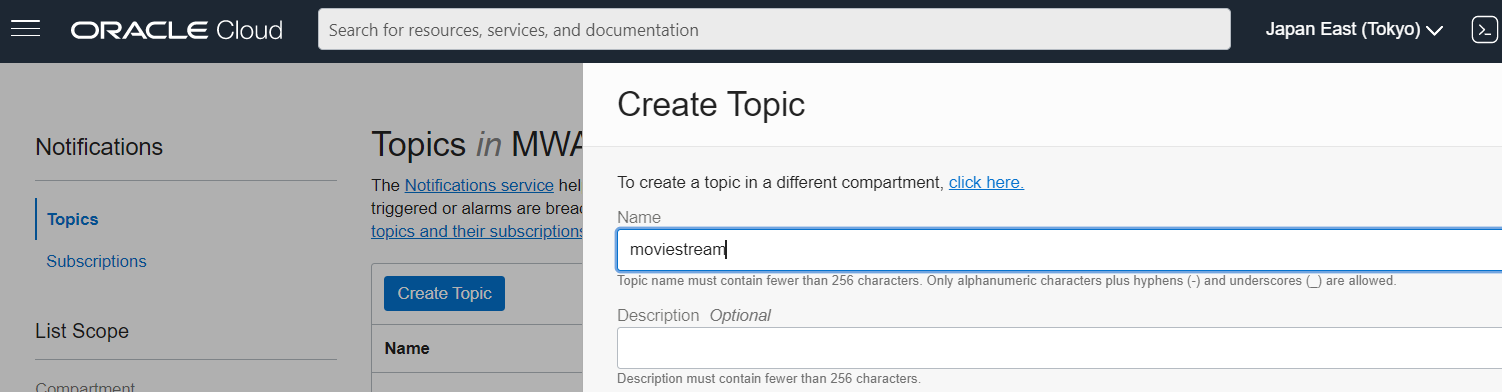 ORACLE Cloud
Search for resources, services, and documentation
Japan East (Tokyo)
Notifications
Topics
Subscriptions
List Scope
Compartment
Topics in MWA
The Notifications service hel
triggered or alarms are breac
topics and their subscriptions
Create Topic
Name
Create Topic
To create a topic in a different compartment, click here.
Name
moviestream
Topic name must contain fewer than 256 characters. Only alphanumeric characters plus hyphens (-) and underscores (_) are allowed.
Description Optional
Description must contain fewer than 256 characters.